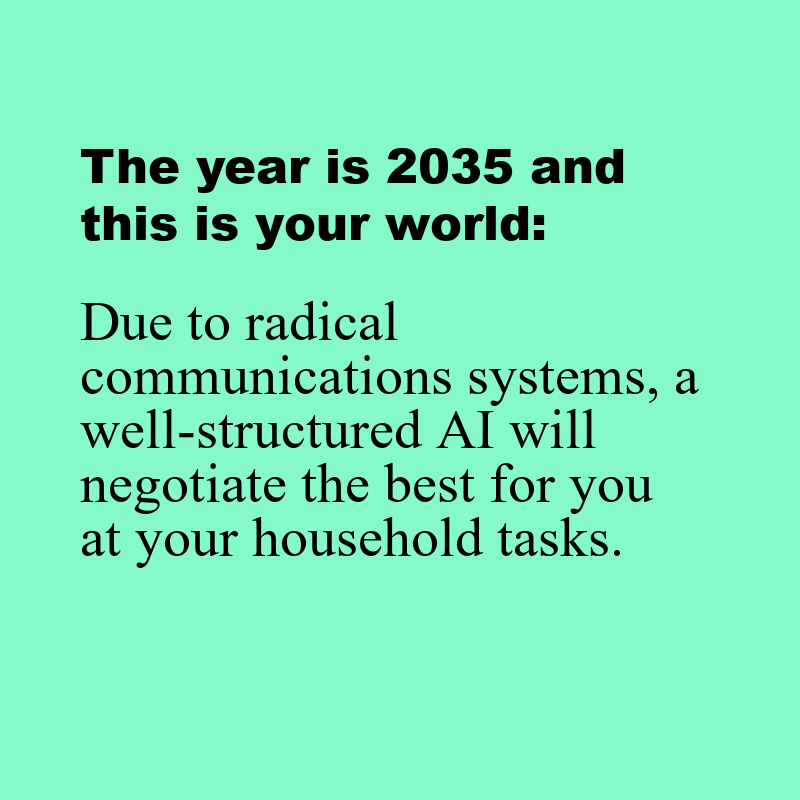 The year is 2035 and
this is your world:
Due to radical
communications systems, a
well-structured AI will
negotiate the best for you
at your household tasks.